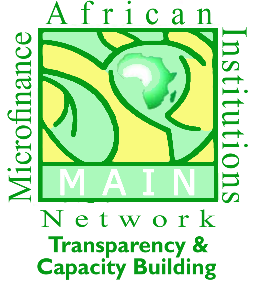 African
Microfinance
Institutions
MAIN
Network
Transparency &
Capacity Building